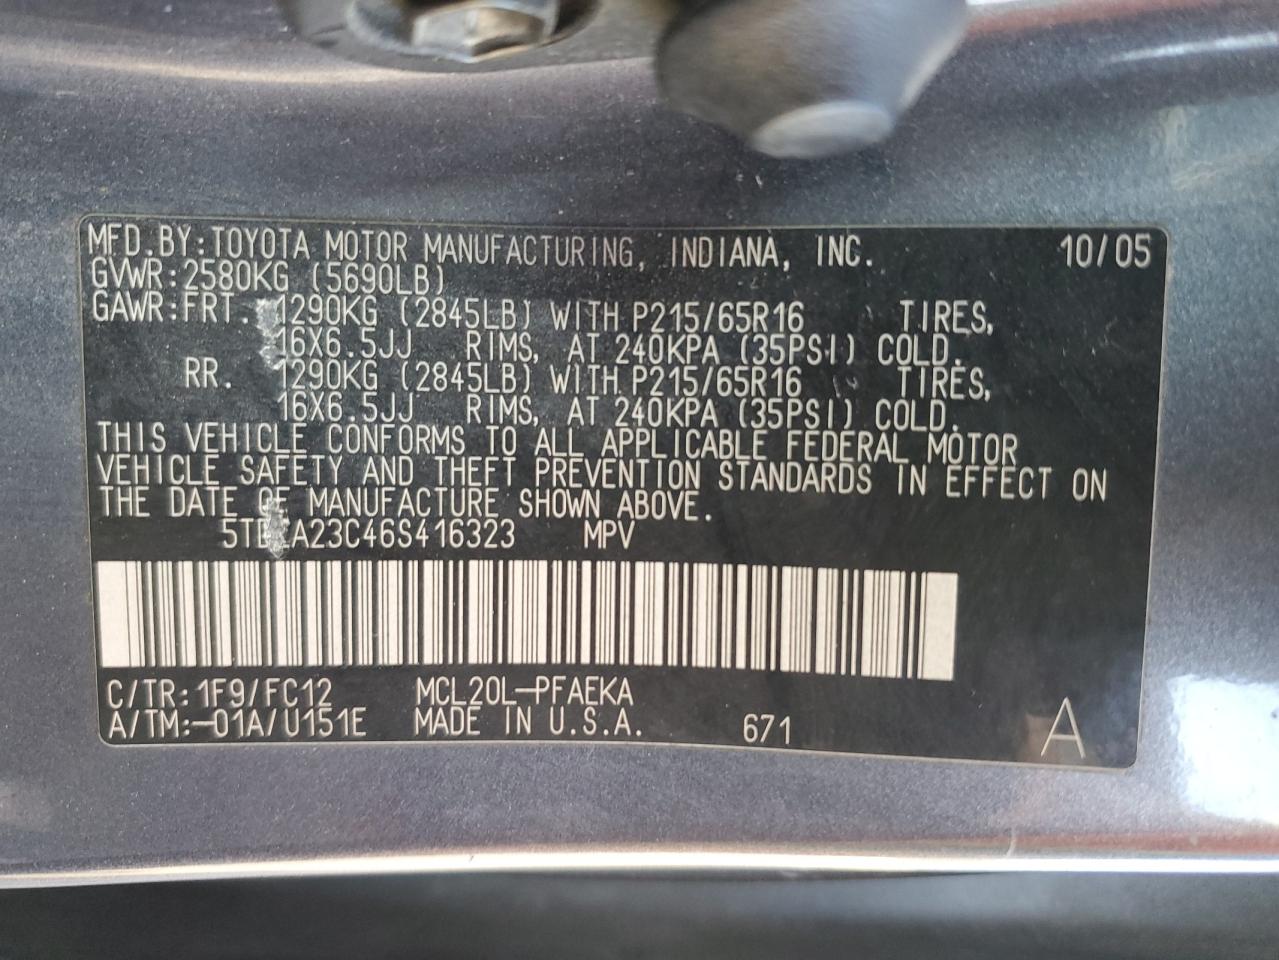 MFD.BY:TOYOTA MOTOR MANUFACTURING, INDIANA, INC. 10/05
GVWR:2580KG (5690LB)
GAWR:FRT. 1290KG (2845LB) WITH P215/65R16 TIRES,
16X6.5JJ RIMS, AT 240KPA (35PSI) COLD.
RR. 1290KG (2845LB) WITH P215/65R16 TIRES,
16X6.5JJ RIMS, AT 240KPA (35PSI) COLD.
THIS VEHICLE CONFORMS TO ALL APPLICABLE FEDERAL MOTOR
VEHICLE SAFETY AND THEFT PREVENTION STANDARDS IN EFFECT ON
THE DATE OF MANUFACTURE SHOWN ABOVE.
MPV
C/TR:1F9/FC12 MCL20L-PFAEKA
A/TM:-01A/U151E MADE IN U.S.A. 671 A